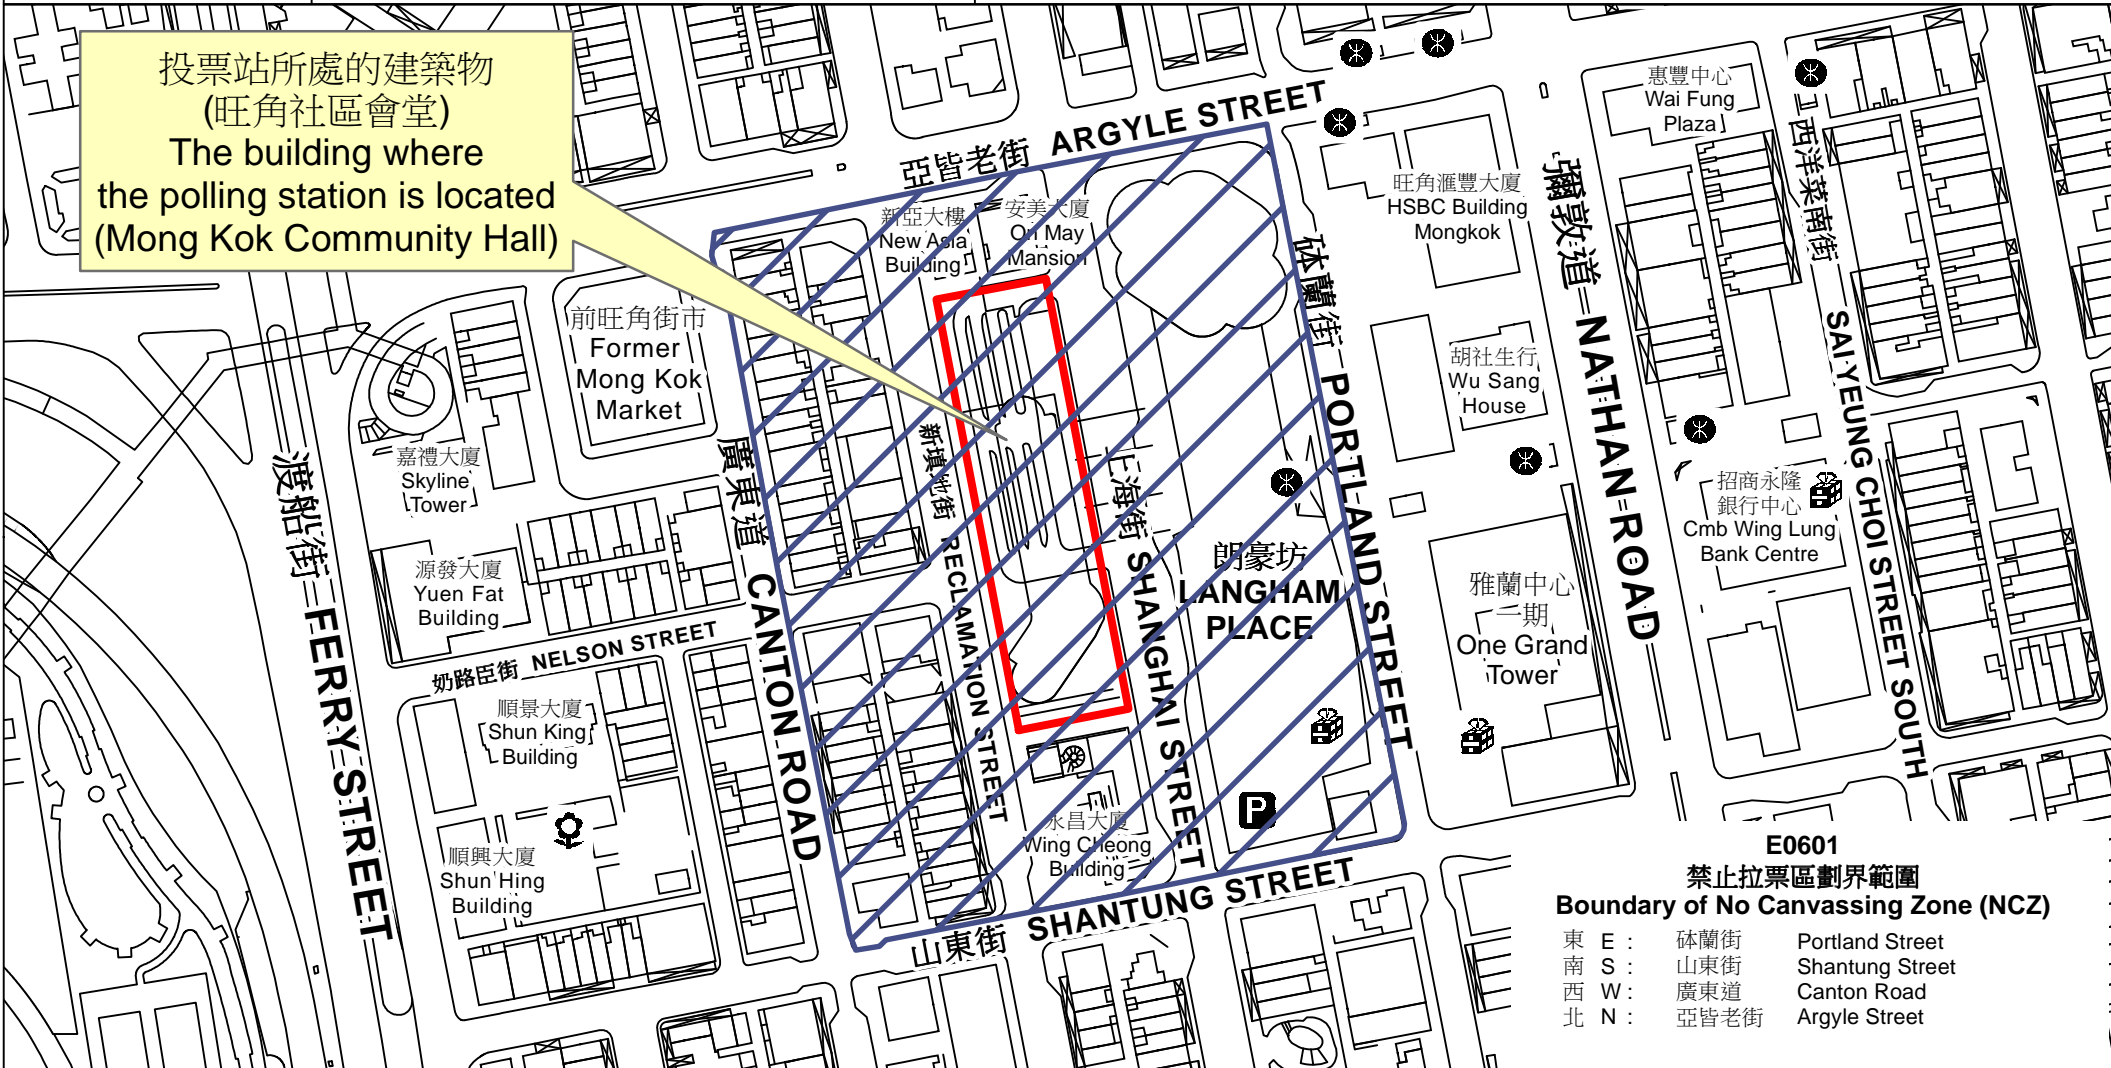 投票站所處的建築物
(旺角社區會堂)
The building where
the polling station is located
(Mong Kok Community Hall)
亞皆老街 ARGYLE STREET
惠豐中心
Wai Fung
Plaza
西洋菜南街 SAI YEUNG CHOI STREET SOUTH
旺角滙豐大廈
HSBC Building
Mongkok
彌敦道 NATHAN ROAD
新亞大樓
New Asia
Building
安美大廈
On May
Mansion
砵蘭街 PORTLAND STREET
前旺角街市
Former
Mong Kok
Market
胡社生行
Wu Sang
House
嘉禮大廈
Skyline
Tower
渡船街 FERRY STREET
廣東道 CANTON ROAD
新填地街 RECLAMATION STREET
上海街 SHANGHAI STREET
招商永隆
銀行中心
Cmb Wing Lung
Bank Centre
朗豪坊
LANGHAM
PLACE
雅蘭中心
一期
One Grand
Tower
源發大廈
Yuen Fat
Building
奶路臣街 NELSON STREET
順景大廈
Shun King
Building
P
永昌大廈
Wing Cheong
Building
順興大廈
Shun Hing
Building
山東街 SHANTUNG STREET
E0601
禁止拉票區劃界範圍
Boundary of No Canvassing Zone (NCZ)
東 E : 砵蘭街 Portland Street
南 S : 山東街 Shantung Street
西 W : 廣東道 Canton Road
北 N : 亞皆老街 Argyle Street